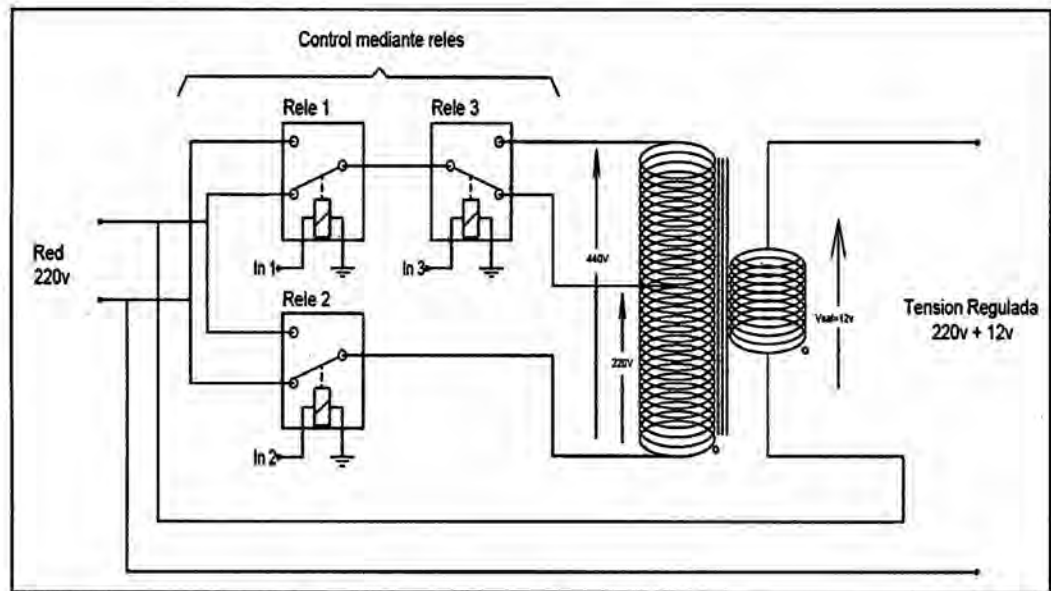 Control mediante reles
Rele 1
Rele 3
Red
220v
In 1
In 3
Rele 2
In 2
440V
220V
Vsal=12v
Tension Regulada
220v + 12v